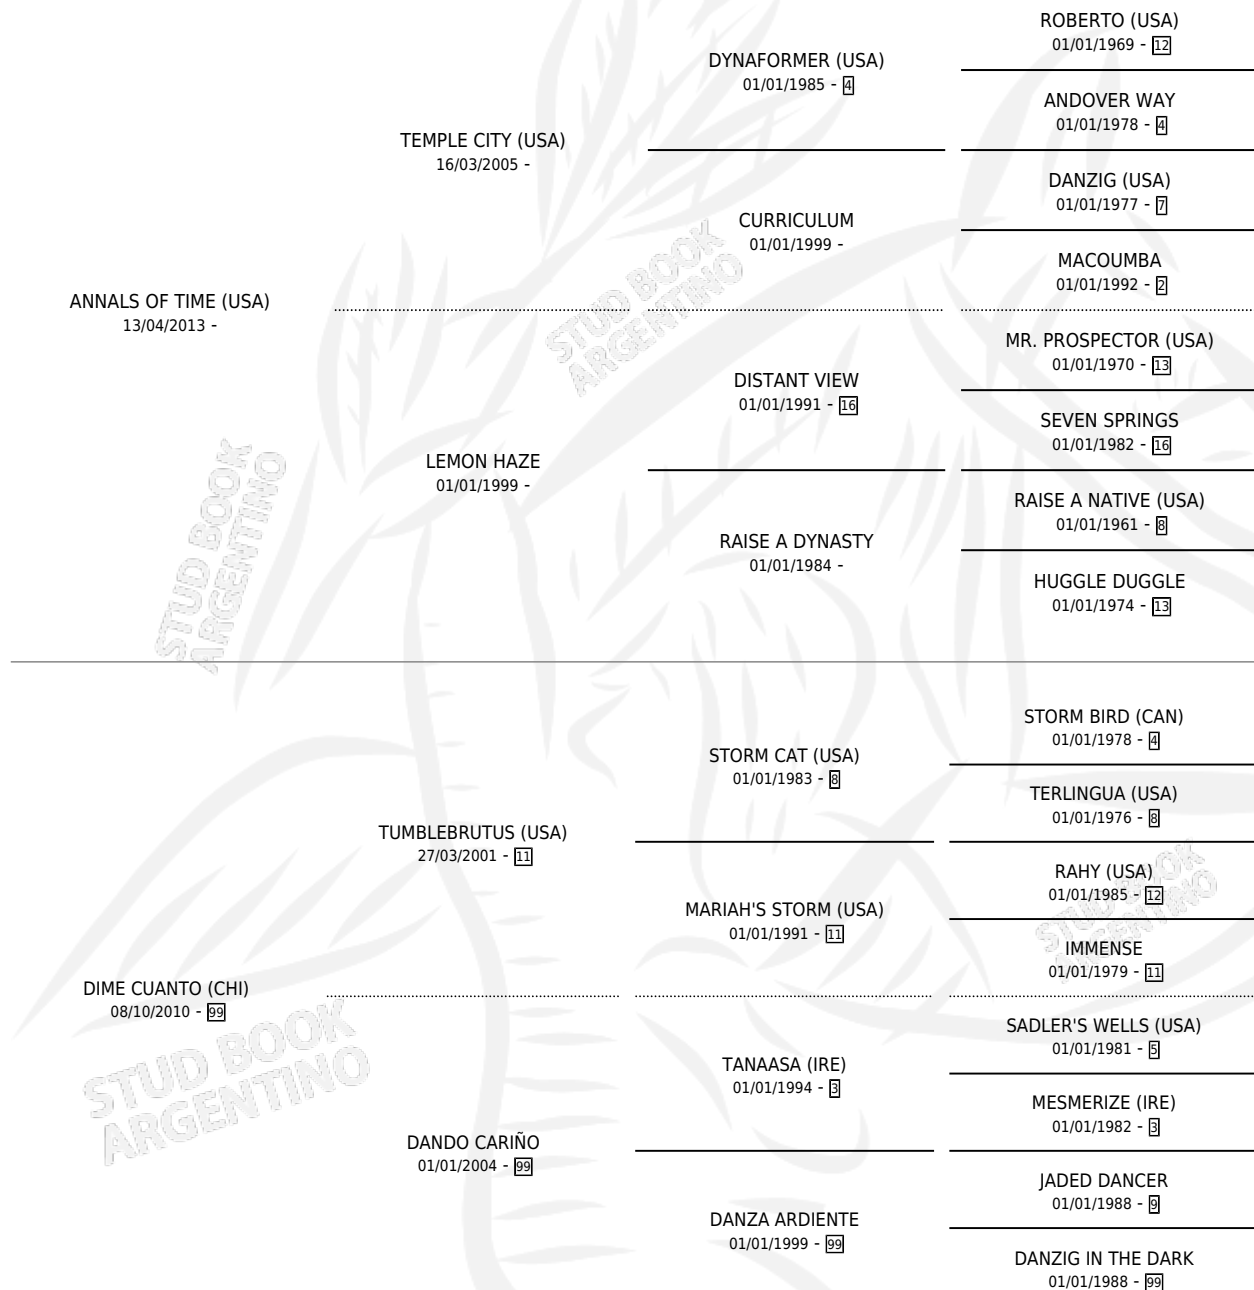 ROBERTO (USA)
01/01/1969 - 12
DYNAFORMER (USA)
01/01/1985 - 4
ANDOVER WAY
01/01/1978 - 4
TEMPLE CITY (USA)
16/03/2005 -
DANZIG (USA)
01/01/1977 - 7
CURRICULUM
01/01/1999 -
MACOUMBA
01/01/1992 - 2
ANNALS OF TIME (USA)
13/04/2013 -
MR. PROSPECTOR (USA)
01/01/1970 - 13
DISTANT VIEW
01/01/1991 - 16
SEVEN SPRINGS
01/01/1982 - 16
LEMON HAZE
01/01/1999 -
RAISE A NATIVE (USA)
01/01/1961 - 8
RAISE A DYNASTY
01/01/1984 -
HUGGLE DUGGLE
01/01/1974 - 13
STORM BIRD (CAN)
01/01/1978 - 4
STORM CAT (USA)
01/01/1983 - 8
TERLINGUA (USA)
01/01/1976 - 8
TUMBLEBRUTUS (USA)
27/03/2001 - 11
RAHY (USA)
01/01/1985 - 12
MARIAH'S STORM (USA)
01/01/1991 - 11
IMMENSE
01/01/1979 - 11
DIME CUANTO (CHI)
08/10/2010 - 99
SADLER'S WELLS (USA)
01/01/1981 - 5
TANAASA (IRE)
01/01/1994 - 3
MESMERIZE (IRE)
01/01/1982 - 3
DANDO CARIÑO
01/01/2004 - 99
JADED DANCER
01/01/1988 - 9
DANZA ARDIENTE
01/01/1999 - 99
DANZIG IN THE DARK
01/01/1988 - 99
STUD BOOK
ARGENTINO
STUD BOOK
ARGENTINO
STUD BOOK
ARGENTINO
STUD BOOK
ARGENTINO